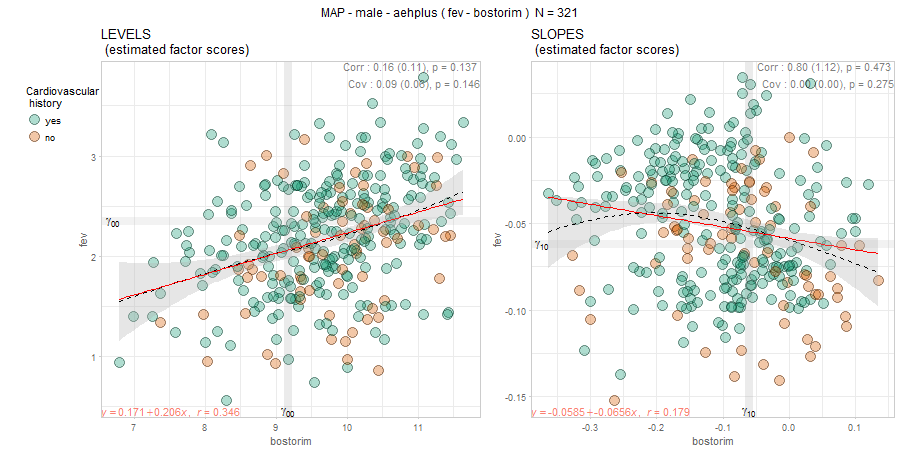 MAP - male - aehplus ( fev - bostorim ) N = 321
LEVELS
(estimated factor scores)
Corr : 0.16 (0.11), p = 0.137
Cov : 0.09 (0.06), p = 0.146
Cardiovascular
history
yes
no
3
2
1
fev
γ00
y = 0.171 + 0.206x, r = 0.346
γ00
7 8 9 10 11
bostorim
SLOPES
(estimated factor scores)
Corr : 0.80 (1.12), p = 0.473
Cov : 0.00 (0.00), p = 0.275
0.00
-0.05
-0.10
-0.15
fev
γ10
y = -0.0585 + -0.0656x, r = 0.179
γ10
-0.3 -0.2 -0.1 0.0 0.1
bostorim